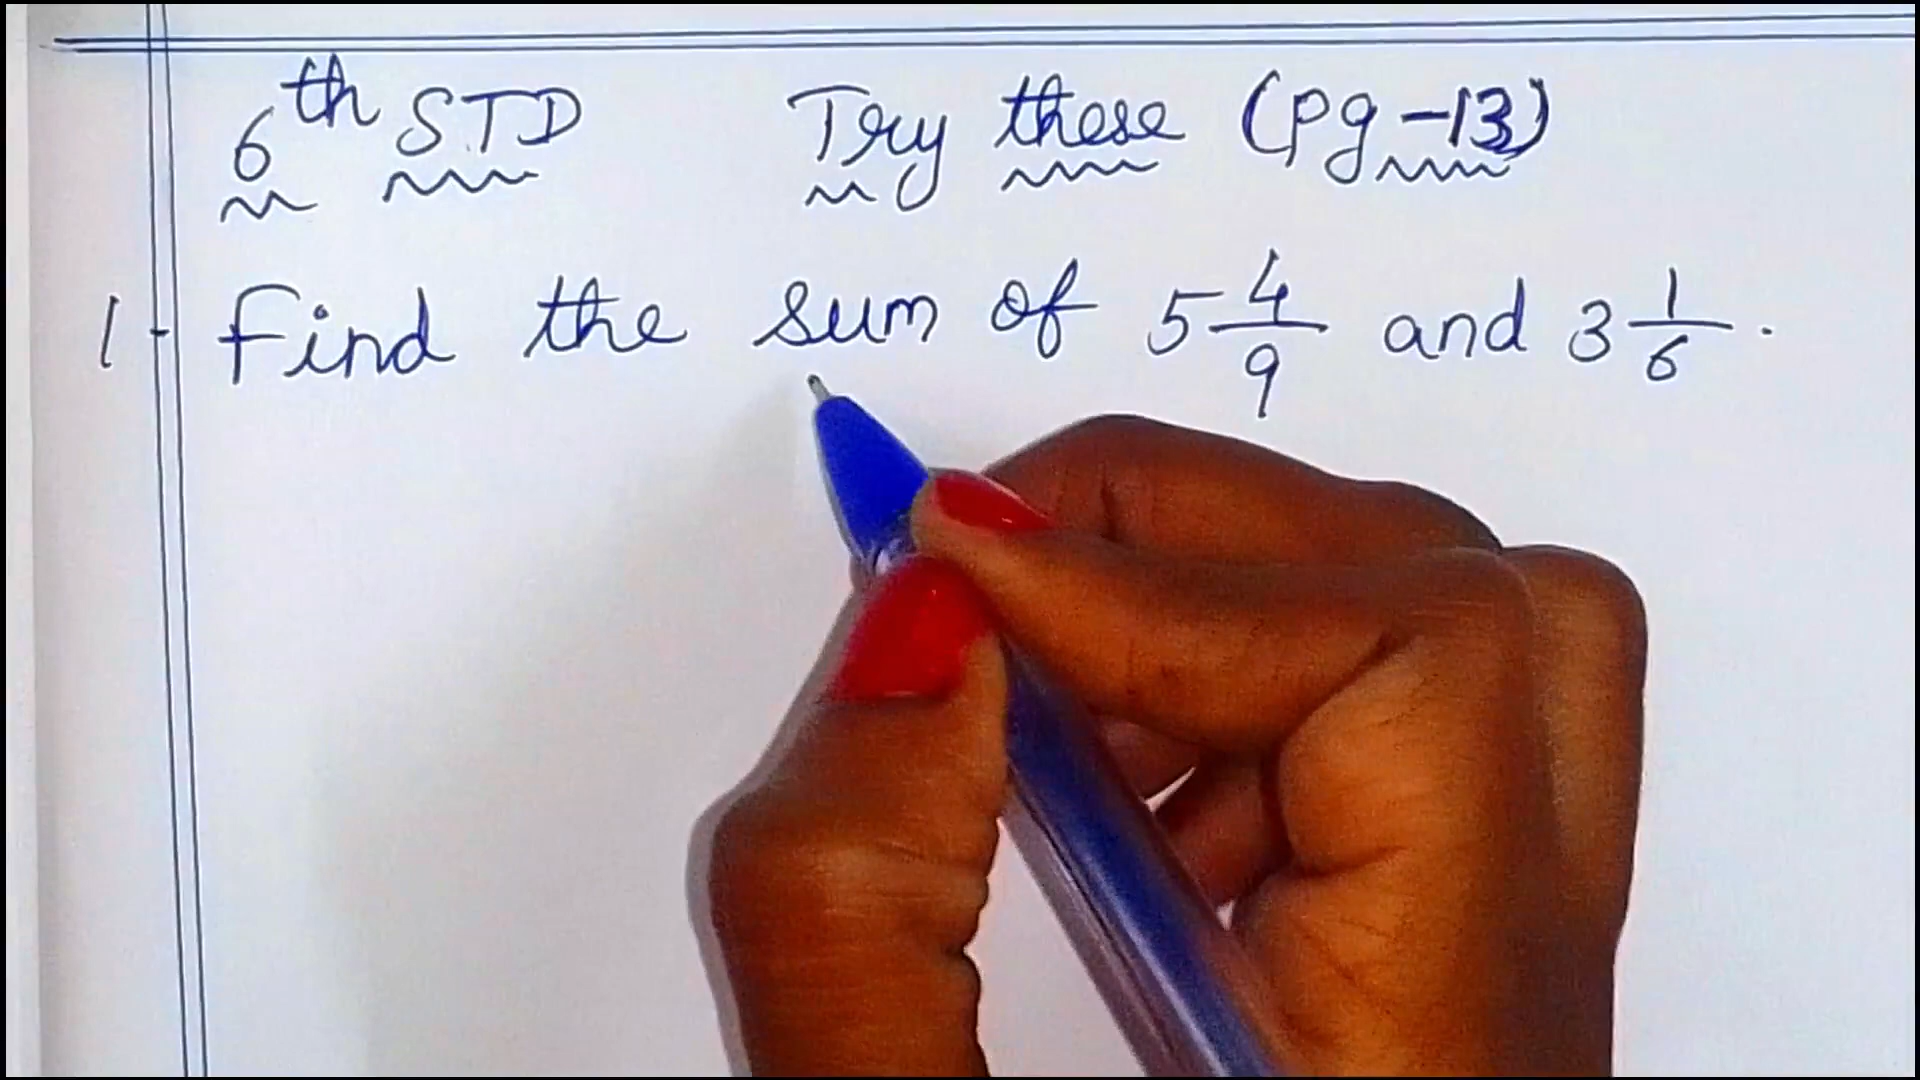 6th STD Try these (pg-13)
1- Find the sum of 5 4/9 and 3 1/6.